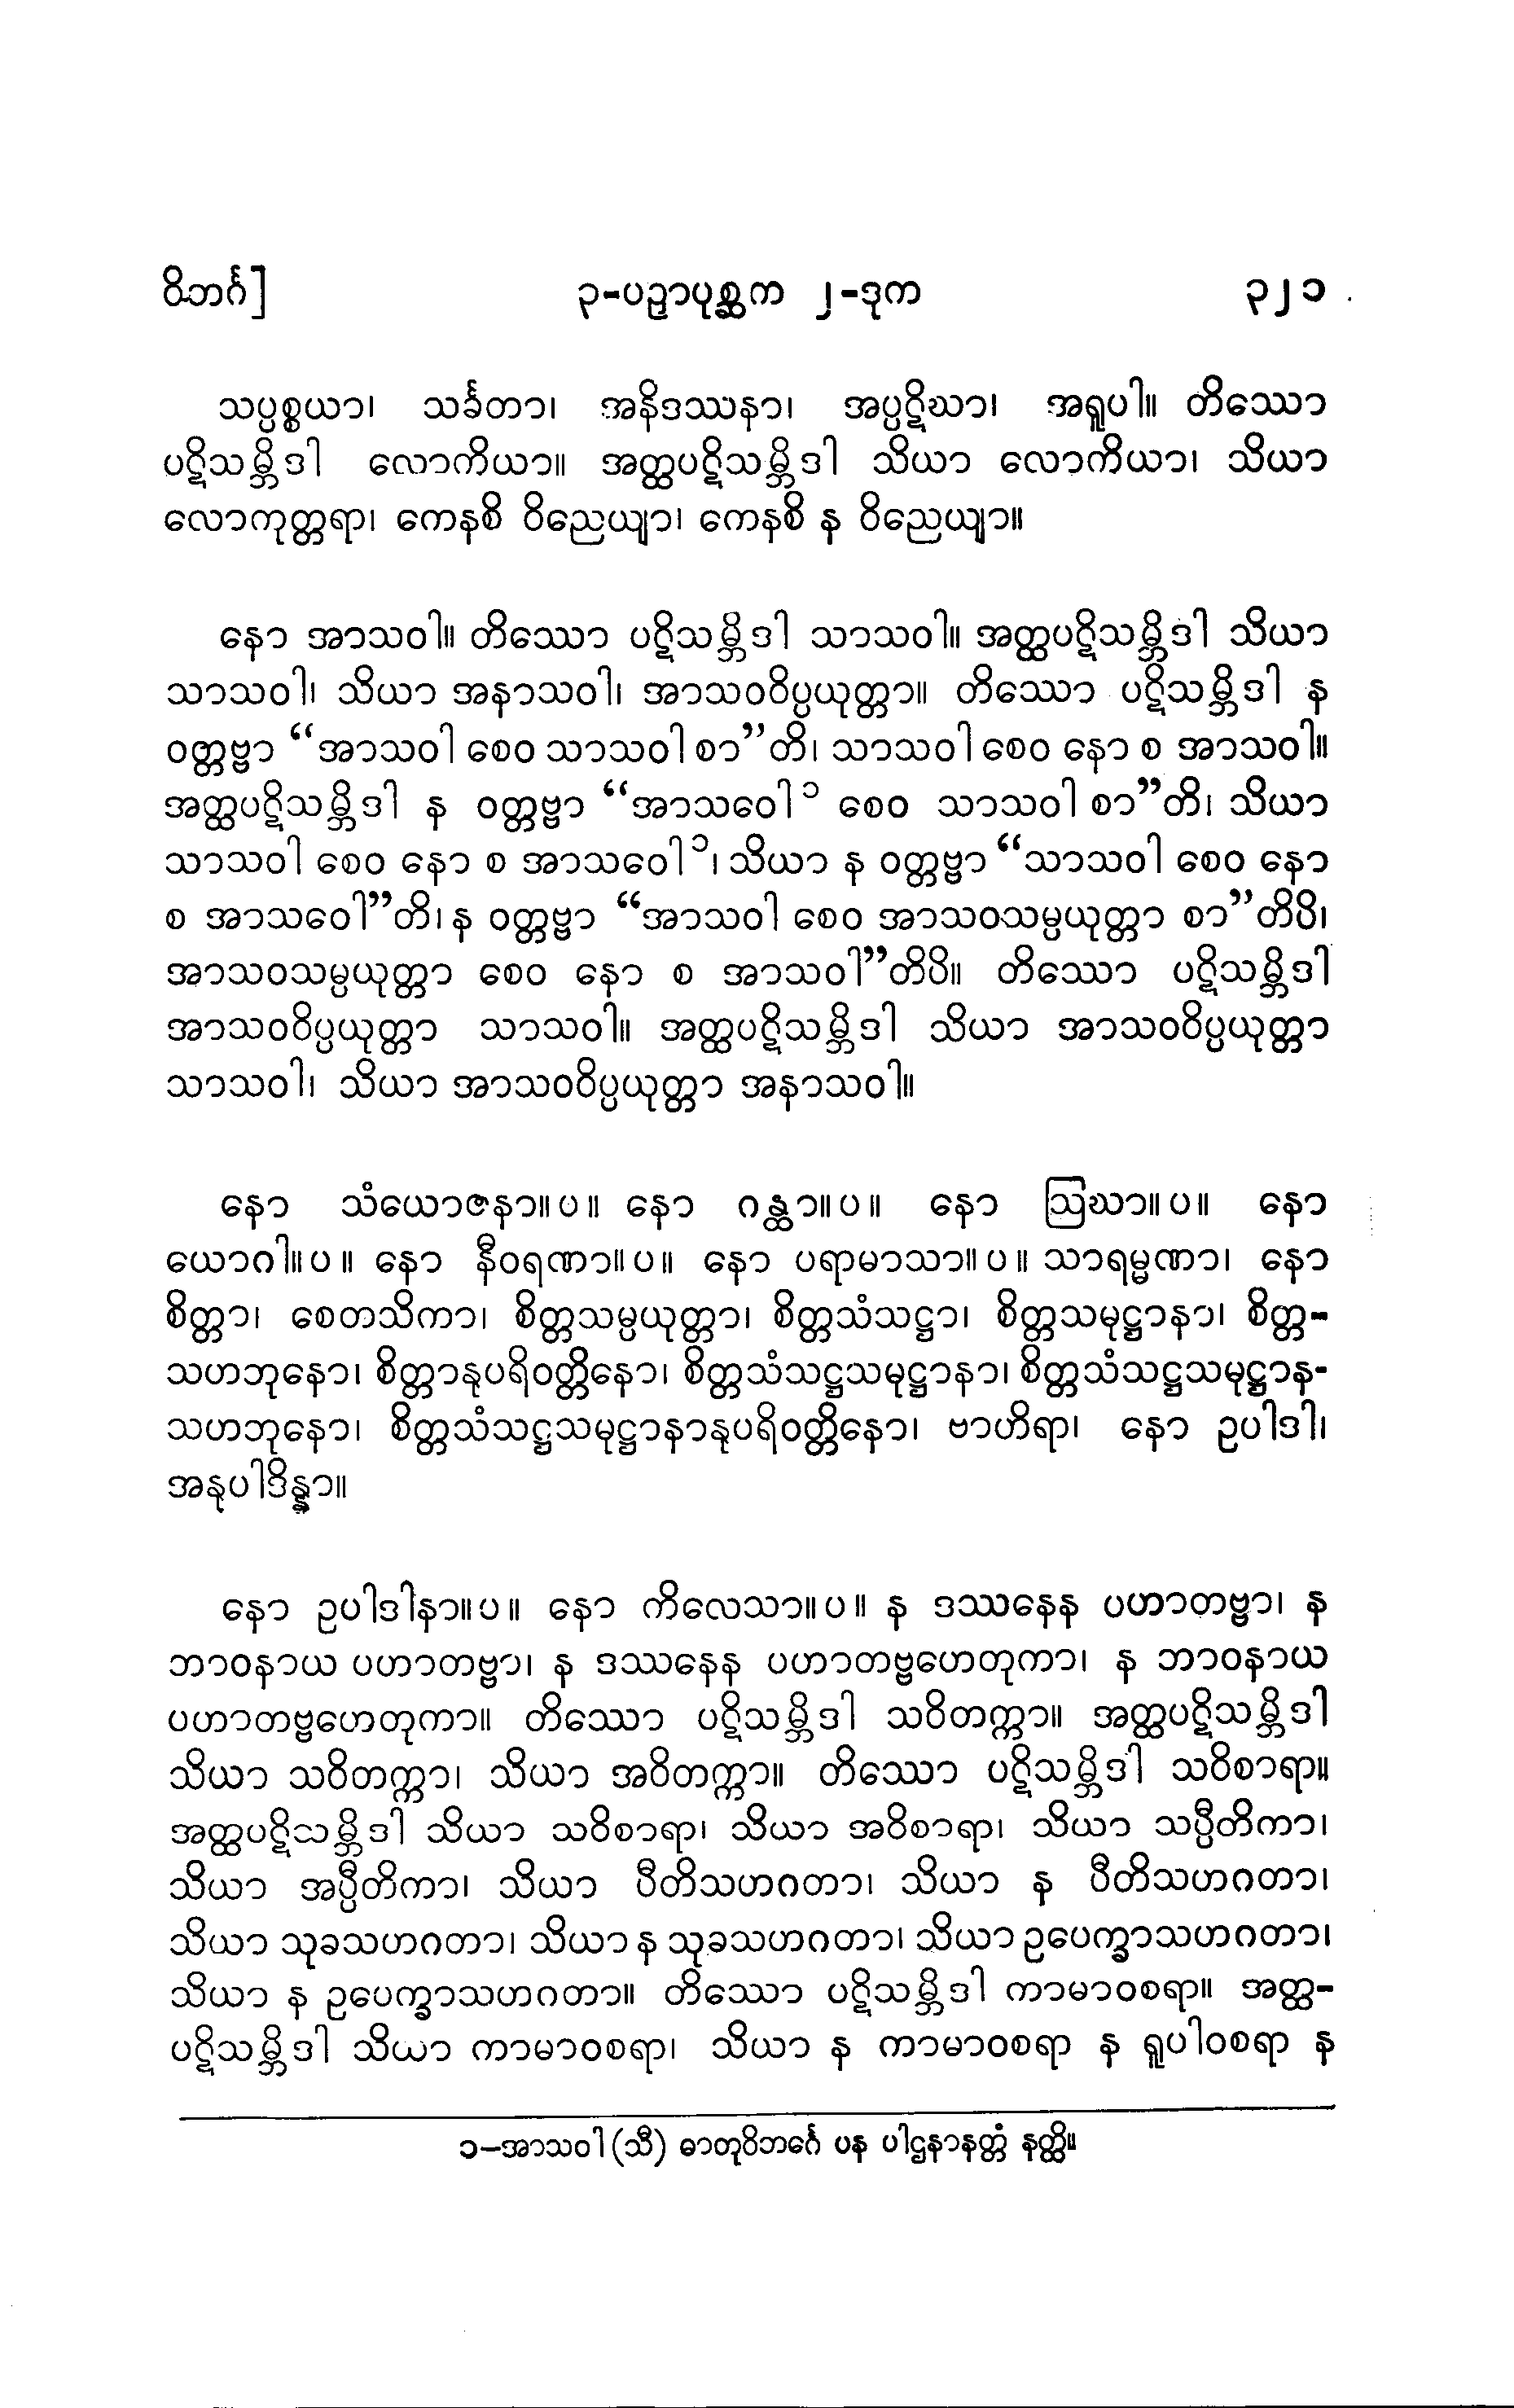 ဝိဘင်္ဂ]	၃-ပဉှာပုစ္ဆက ၂-ဒုက	၃၂၁
သပ္ပစ္စယာ၊ သင်္ခတာ၊ အနိဒဿနာ၊ အပ္ပဋိဃာ၊ အရူပါ။ တိဿော
ပဋိသမ္ဘိဒါ လောကိယာ။ အတ္ထပဋိသမ္ဘိဒါ သိယာ လောကိယာ၊ သိယာ
လောကုတ္တရာ၊ ကေနစိ ဝိညေယျာ၊ ကေနစိ န ဝိညေယျာ။
နော အာသဝါ။ တိဿော ပဋိသမ္ဘိဒါ သာသဝါ။ အတ္ထပဋိသမ္ဘိဒါ သိယာ
သာသဝါ၊ သိယာ အနာသဝါ၊ အာသဝဝိပ္ပယုတ္တာ။ တိဿော ပဋိသမ္ဘိဒါ န
ဝတ္တဗ္ဗာ “အာသဝါ စေဝ သာသဝါ စာ”တိ၊ သာသဝါ စေဝ နော စ အာသဝါ။
အတ္ထပဋိသမ္ဘိဒါ န ဝတ္တဗ္ဗာ “အာသဝေါ ၁ စေဝ သာသဝါ စာ”တိ၊ သိယာ
သာသဝါ စေဝ နော စ အာသဝေါ ၁၊ သိယာ န ဝတ္တဗ္ဗာ “သာသဝါ စေဝ နော
စ အာသဝေါ”တိ၊ န ဝတ္တဗ္ဗာ “အာသဝါ စေဝ အာသဝသမ္ပယုတ္တာ စာ”တိပိ၊
အာသဝသမ္ပယုတ္တာ စေဝ နော စ အာသဝါ”တိပိ။ တိဿော ပဋိသမ္ဘိဒါ
အာသဝဝိပ္ပယုတ္တာ သာသဝါ။ အတ္ထပဋိသမ္ဘိဒါ သိယာ အာသဝဝိပ္ပယုတ္တာ
သာသဝါ၊ သိယာ အာသဝဝိပ္ပယုတ္တာ အနာသဝါ။
နော သံယောဇနာ။ပ။ နော ဂန္ထာ။ပ။ နော ဩဃာ။ပ။ နော
ယောဂါ။ပ။ နော နီဝရဏာ။ပ။ နော ပရာမာသာ။ပ။ သာရမ္မဏာ၊ နော
စိတ္တာ၊ စေတသိကာ၊ စိတ္တသမ္ပယုတ္တာ၊ စိတ္တသံသဋ္ဌာ၊ စိတ္တသမုဋ္ဌာနာ၊ စိတ္တ-
သဟဘုနော၊ စိတ္တာနုပရိဝတ္တိနော၊ စိတ္တသံသဋ္ဌသမုဋ္ဌာနာ၊ စိတ္တသံသဋ္ဌသမုဋ္ဌာန-
သဟဘုနော၊ စိတ္တသံသဋ္ဌသမုဋ္ဌာနာနုပရိဝတ္တိနော၊ ဗာဟိရာ၊ နော ဥပါဒါ၊
အနုပါဒိန္နာ။
နော ဥပါဒါနာ။ပ။ နော ကိလေသာ။ပ။ န ဒဿနေန ပဟာတဗ္ဗာ၊ န
ဘာဝနာယ ပဟာတဗ္ဗာ၊ န ဒဿနေန ပဟာတဗ္ဗဟေတုကာ၊ န ဘာဝနာယ
ပဟာတဗ္ဗဟေတုကာ။ တိဿော ပဋိသမ္ဘိဒါ သဝိတက္ကာ။ အတ္ထပဋိသမ္ဘိဒါ
သိယာ သဝိတက္ကာ၊ သိယာ အဝိတက္ကာ။ တိဿော ပဋိသမ္ဘိဒါ သဝိစာရာ။
အတ္ထပဋိသမ္ဘိဒါ သိယာ သဝိစာရာ၊ သိယာ အဝိစာရာ၊ သိယာ သပ္ပီတိကာ၊
သိယာ အပ္ပီတိကာ၊ သိယာ ပီတိသဟဂတာ၊ သိယာ န ပီတိသဟဂတာ၊
သိယာ သုခသဟဂတာ၊ သိယာ န သုခသဟဂတာ၊ သိယာ ဥပေက္ခာသဟဂတာ၊
သိယာ န ဥပေက္ခာသဟဂတာ။ တိဿော ပဋိသမ္ဘိဒါ ကာမာဝစရာ။ အတ္ထ-
ပဋိသမ္ဘိဒါ သိယာ ကာမာဝစရာ၊ သိယာ န ကာမာဝစရာ န ရူပါဝစရာ န
၁-အာသဝါ (သီ) ဓာတုဝိဘင်္ဂေ ပန ပါဌနာနတ္တံ နတ္ထိ။